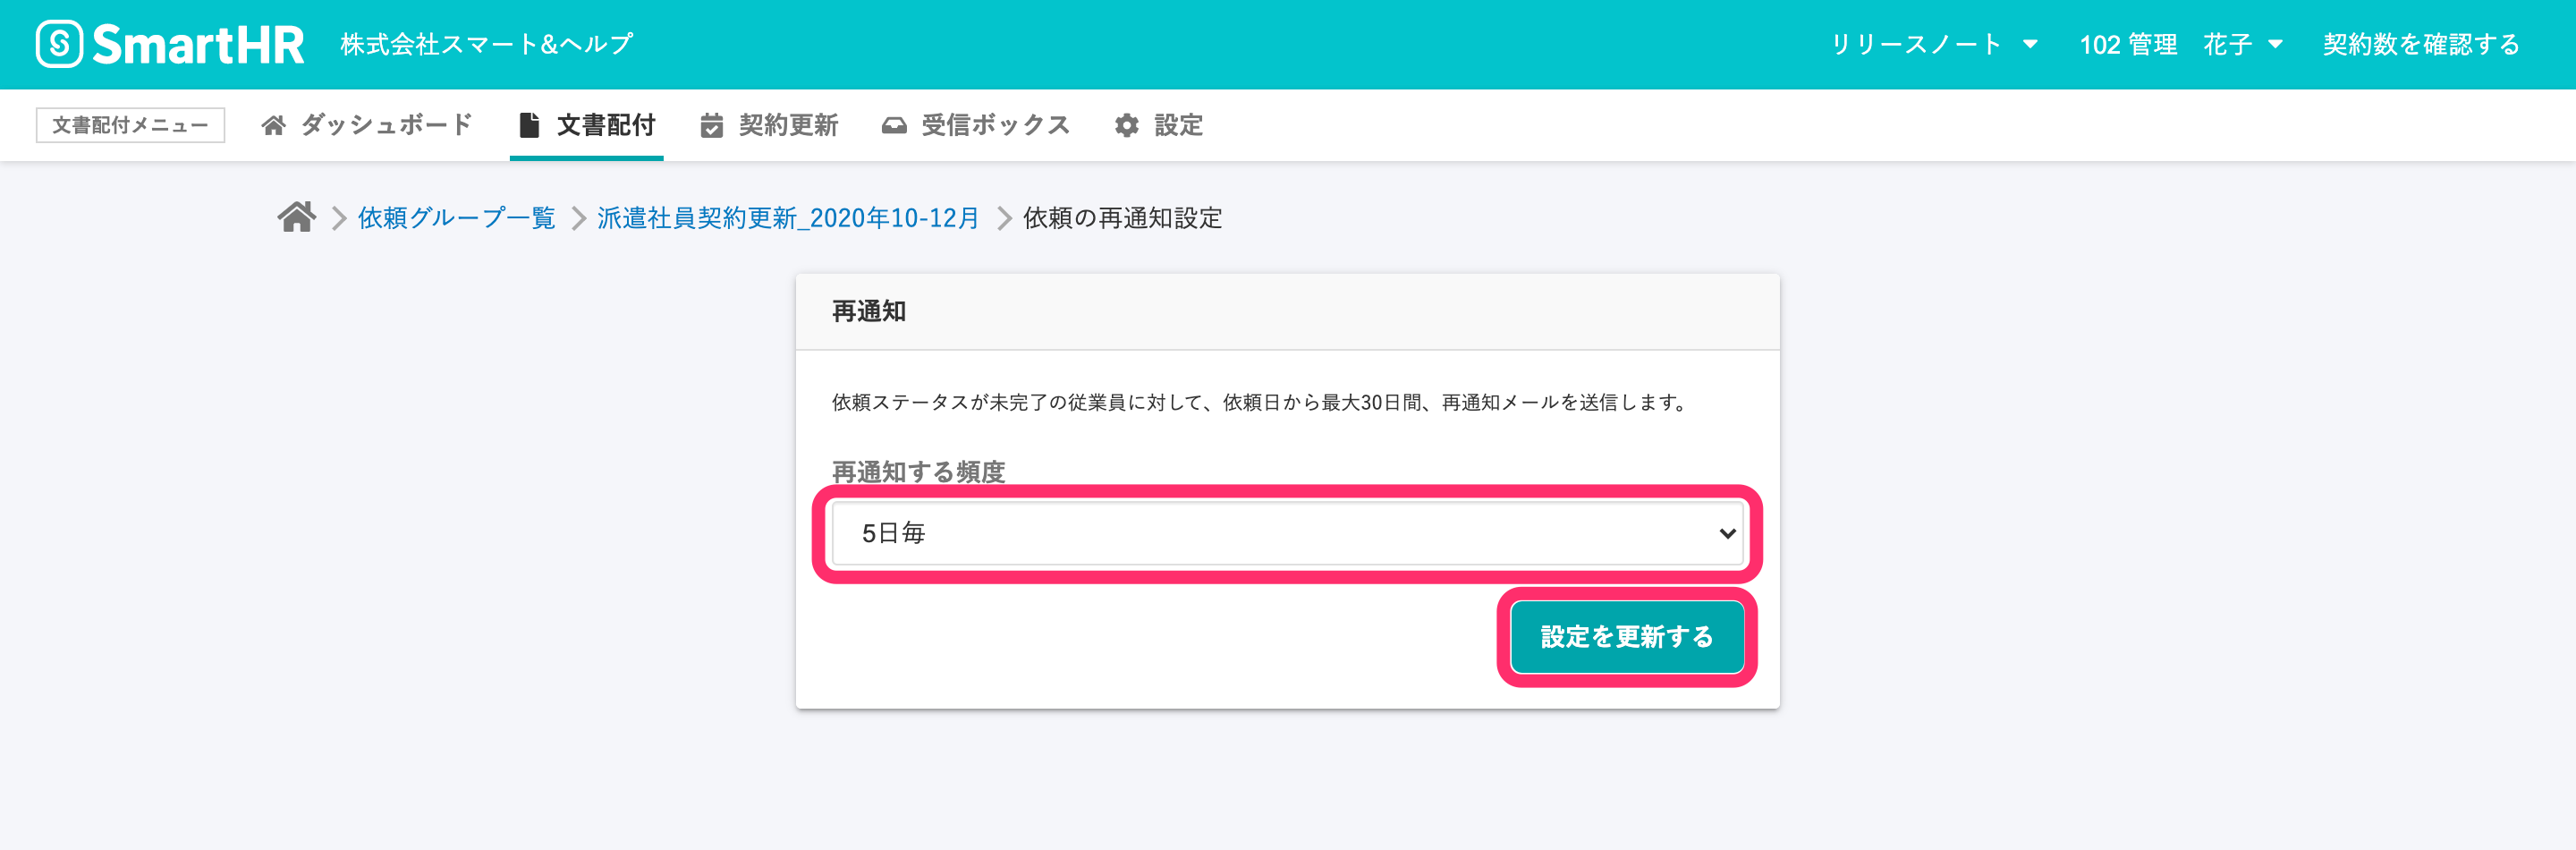 SmartHR 株式会社スマート&ヘルプ リリースノート 102 管理 花子 契約数を確認する
文書配付メニュー ダッシュボード 文書配付 契約更新 受信ボックス 設定
依頼グループ一覧 派遣社員契約更新_2020年10-12月 依頼の再通知設定
再通知
依頼ステータスが未完了の従業員に対して、依頼日から最大30日間、再通知メールを送信します。
再通知する頻度
5日毎
設定を更新する